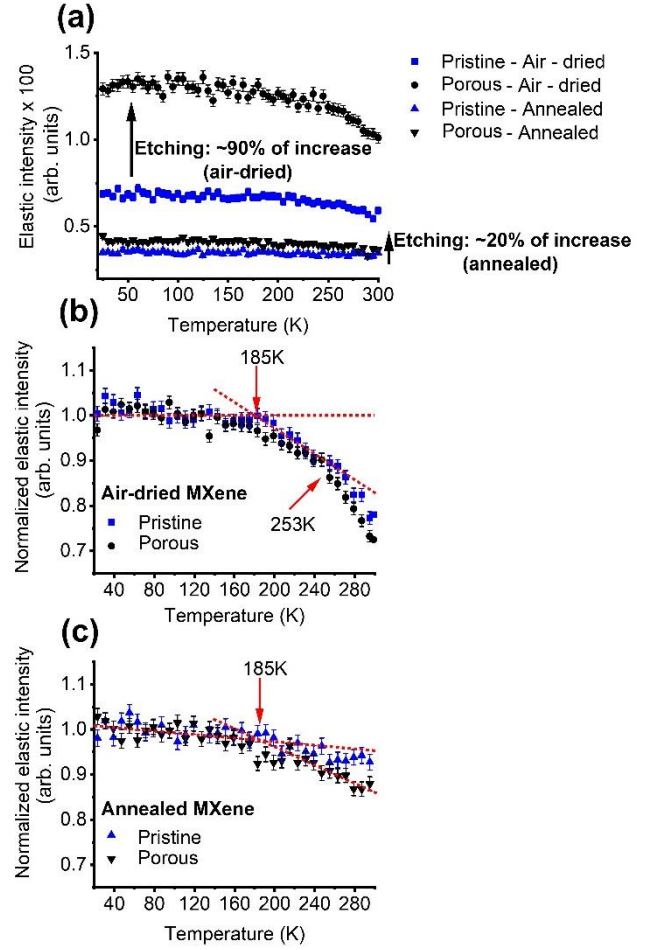 (a)
1.5
1.0
0.5
Elastic intensity x 100
(arb. units)
Etching: ~90% of increase
(air-dried)
Etching: ~20% of increase
(annealed)
50 100 150 200 250 300
Temperature (K)
Pristine - Air - dried
Porous - Air - dried
Pristine - Annealed
Porous - Annealed
(b)
185K
1.1
1.0
0.9
0.8
0.7
Normalized elastic intensity
(arb. units)
253K
Air-dried MXene
Pristine
Porous
40 80 120 160 200 240 280
Temperature (K)
(c)
185K
1.1
1.0
0.9
0.8
0.7
Normalized elastic intensity
(arb. units)
Annealed MXene
Pristine
Porous
40 80 120 160 200 240 280
Temperature (K)